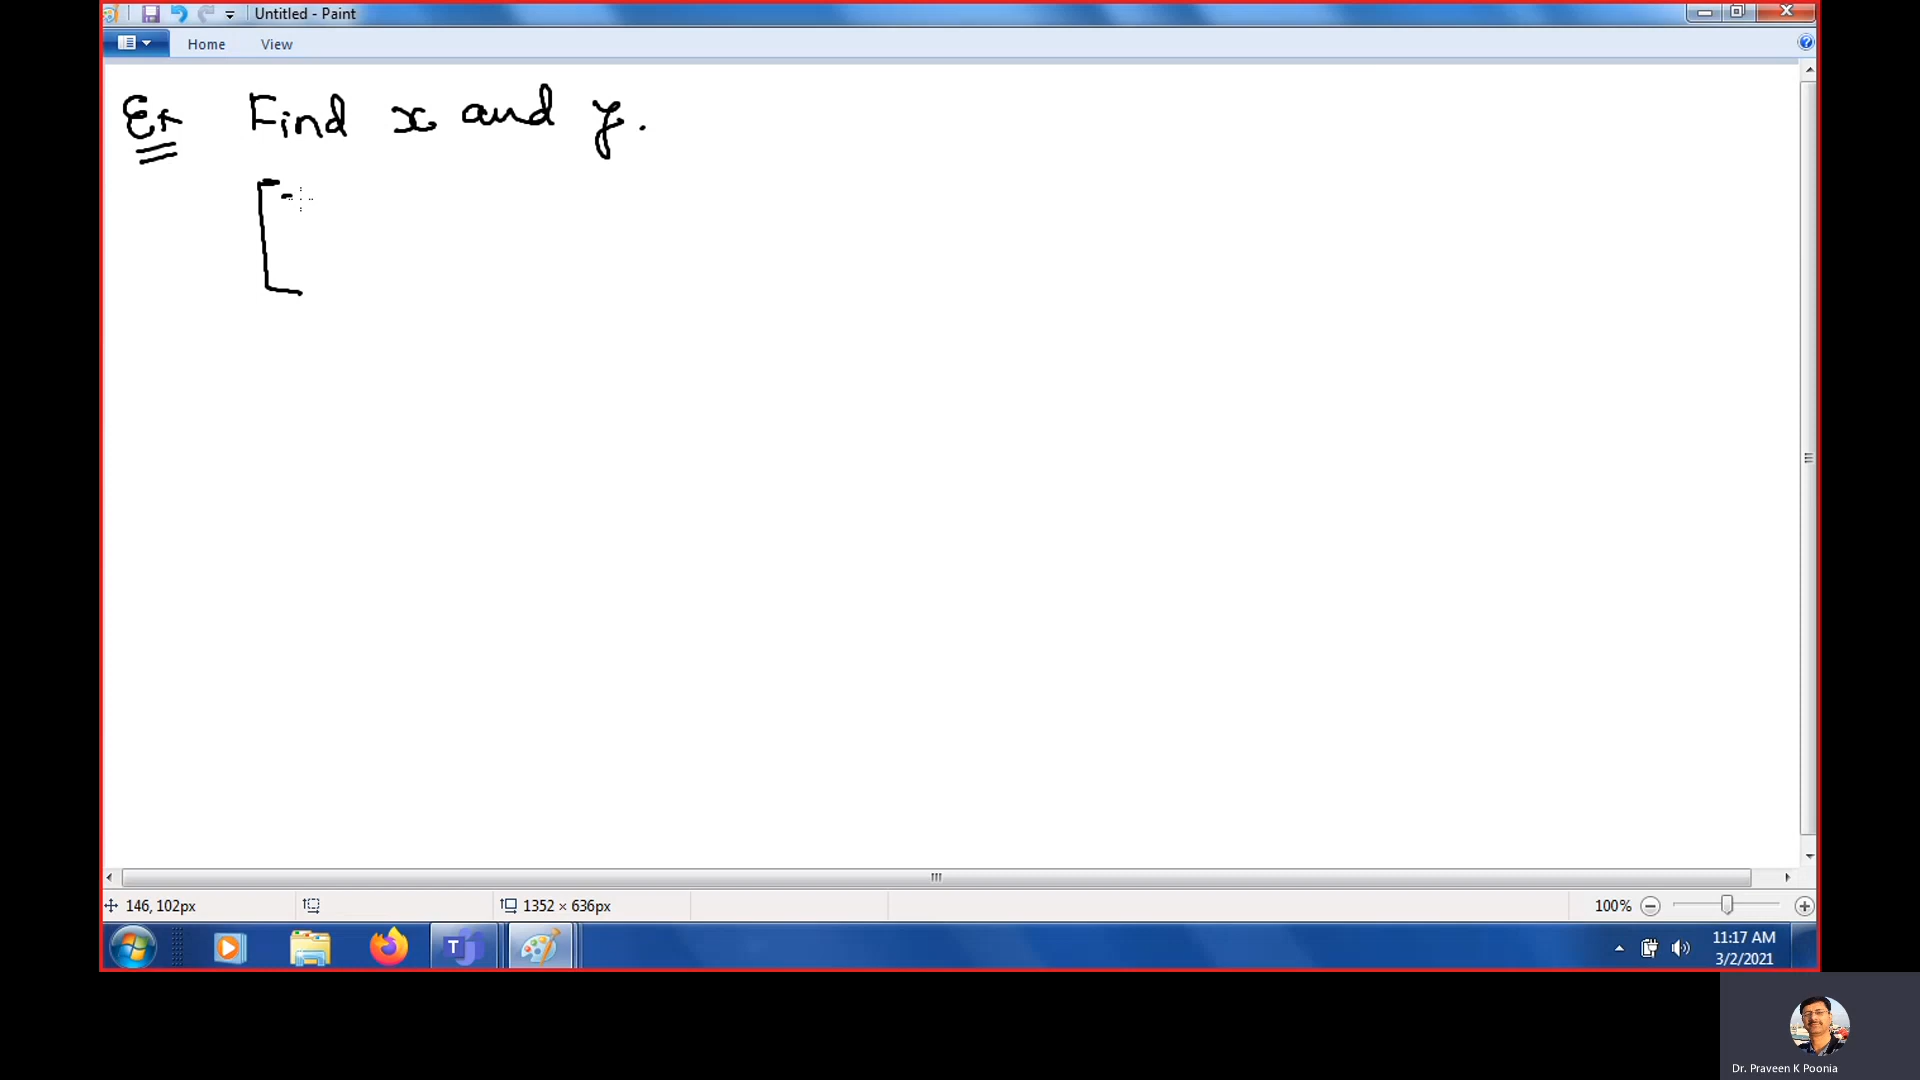 Untitled - Paint
Home View
Ex Find x and y.
[
146, 102px
1352 × 636px
100%
T
11:17 AM
3/2/2021
Dr. Praveen K Poonia